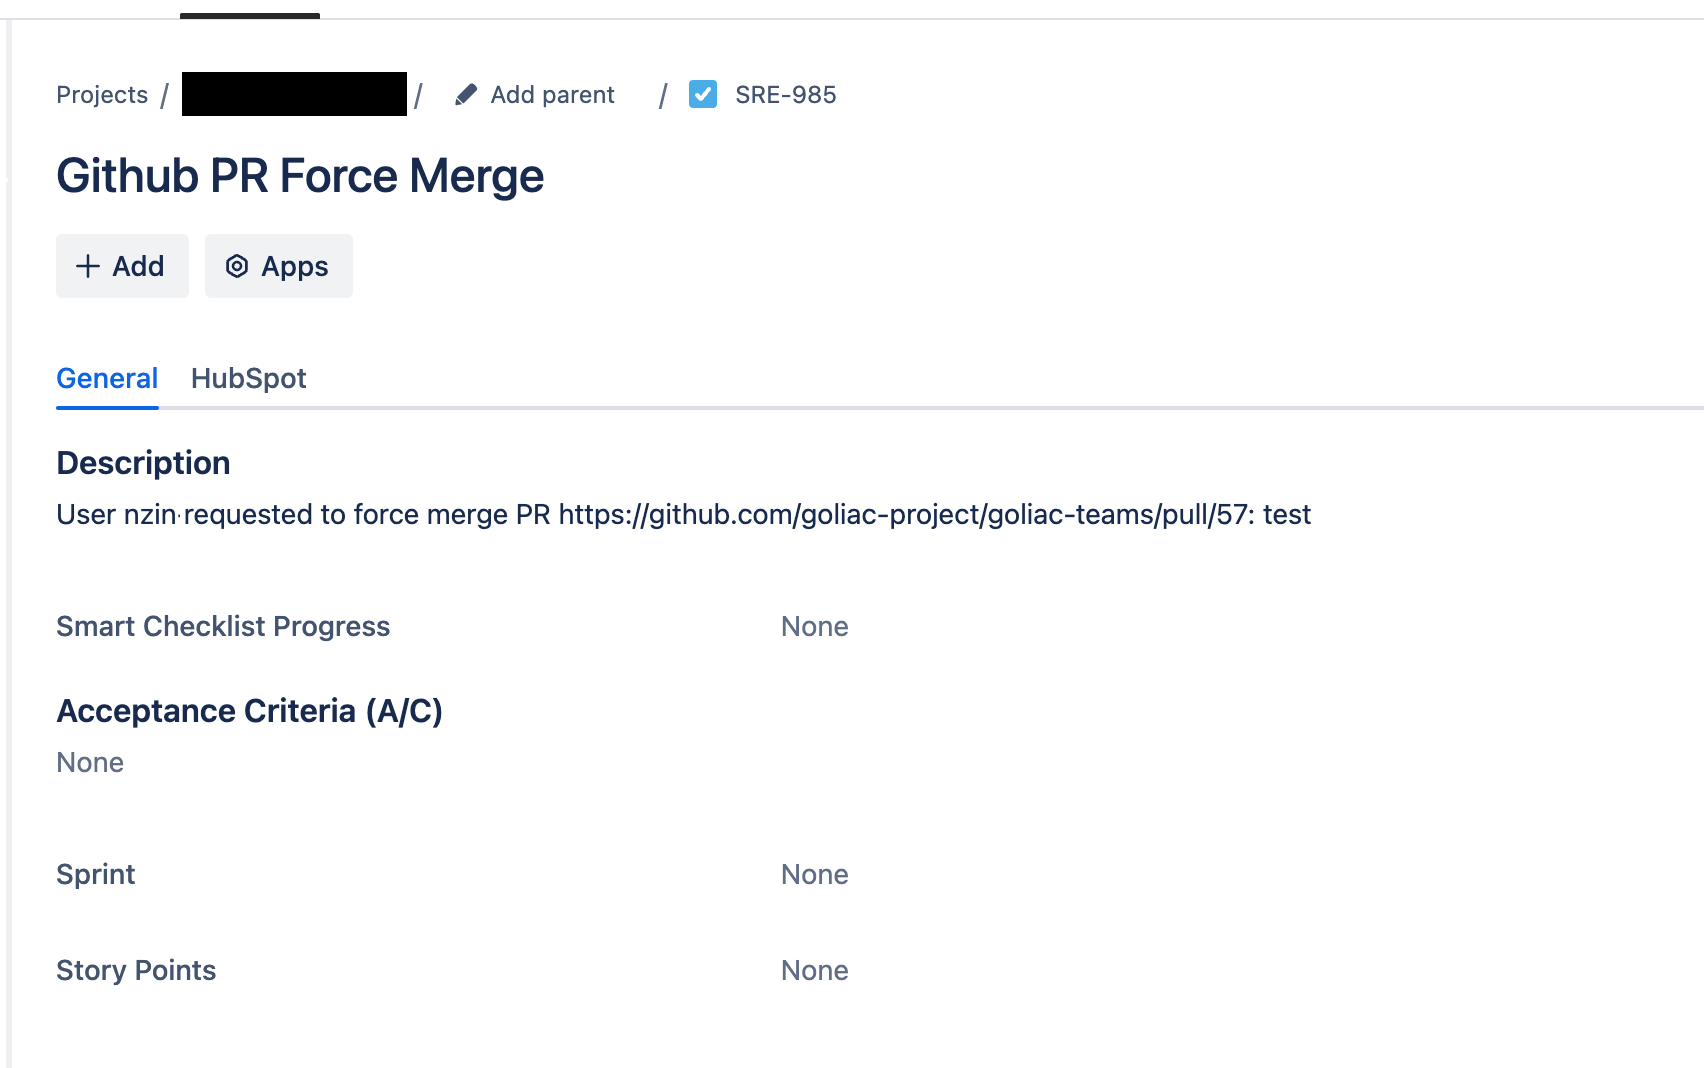 Projects / / Add parent / SRE-985
Github PR Force Merge
Add Apps
General HubSpot
Description
User nzin requested to force merge PR https://github.com/goliac-project/goliac-teams/pull/57: test
Smart Checklist Progress None
Acceptance Criteria (A/C)
None
Sprint None
Story Points None